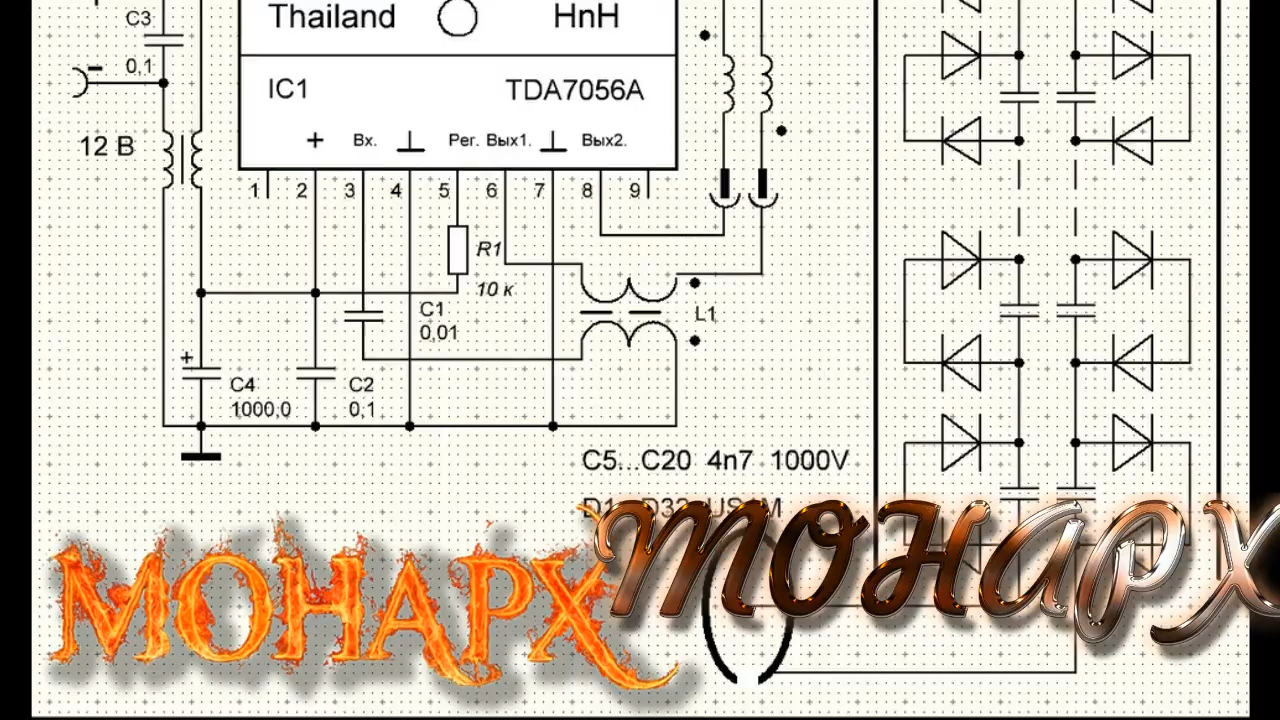 C3
0,1
12 В
Thailand HnH
IC1 TDA7056A
+ Вх. Рег. Вых1. Вых2.
1 2 3 4 5 6 7 8 9
R1
10 к
C1
0,01
L1
+
C4
1000,0
C2
0,1
C5...C20 4n7 1000V
МОНАРХ
монарх